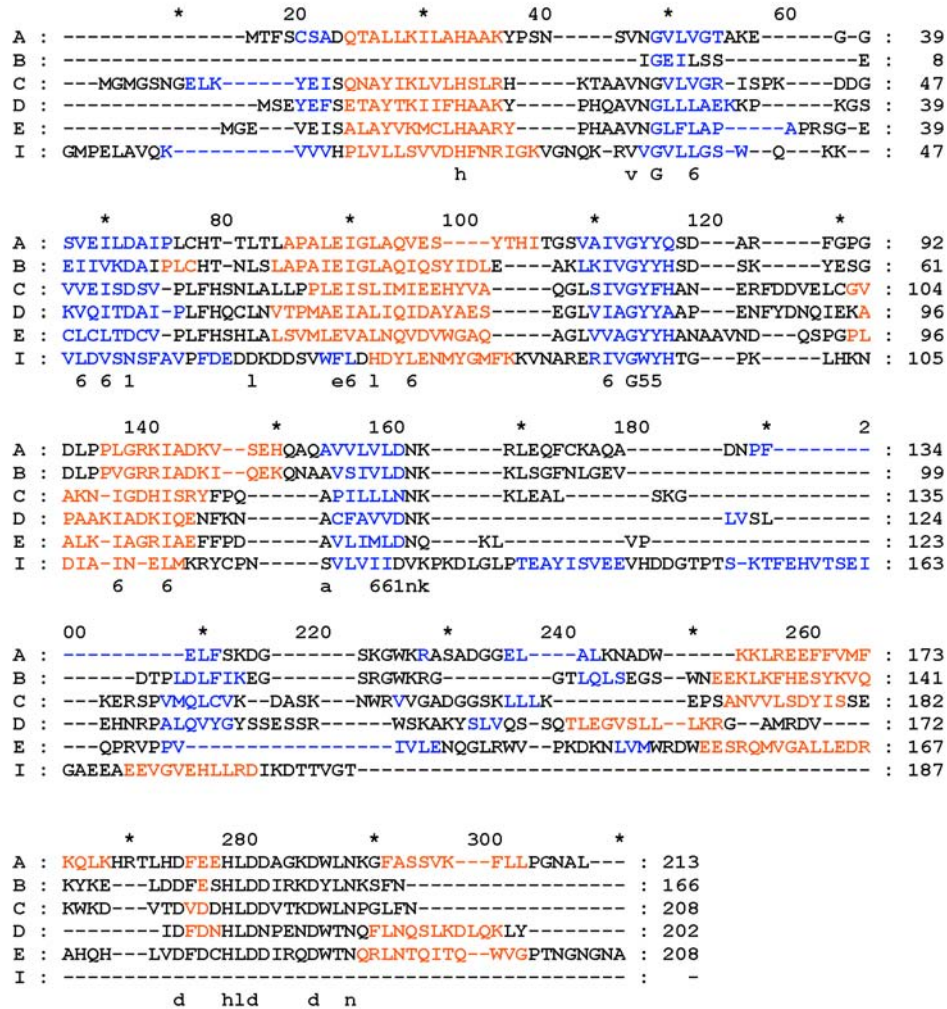 * 20 * 40 * 60
A : ---------------MTFSCSADQTALLKILAHAAKYPSN-----SVNGVLVGTAKE------G-G : 39
B : -----------------------------------------------IGEILSS-----------E : 8
C : ---MGMGSNGELK------YEISQNAYIKLVLHSLRH-----KTAAVNGVLVGR-ISPK----DDG : 47
D : ----------------MSEYEFSETAYTKIIFHAAKY-----PHQAVNGLLLAEKKP------KGS : 39
E : -------------MGE---VEISALAYVKMCLHAARY-----PHAAVNGLFLAP-----APRSG-E : 39
I : GMPELAVQK----------VVVHPLVLLSVVDHFNRIGKVGNQK-RVVGVLLGS-W--Q---KK-- : 47
h v G 6
* 80 * 100 * 120 *
A : SVEILDAIPLCHT-TLTLAPALEIGLAQVES----YTHITGSVAIVGYYQSD---AR-----FGPG : 92
B : EIIVKDAIPLCHT-NLSLAPAIEIGLAQIQSYIDLE----AKLKIVGYYHSD---SK-----YESG : 61
C : VVEISDSV-PLFHSNLALLPPLEISLIMIEEHYVA-----QGLSIVGYFHAN---ERFDDVELCGV : 104
D : KVQITDAI-PLFHQCLNVTPMAEIALIQIDAYAES-----EGLVIAGYYAAP---ENFYDNQIEKA : 96
E : CLCLTDCV-PLFHSHLALSVMLEVALNQVDVWGAQ-----AGLVVAGYYHANAAVND---QSPGPL : 96
I : VLDVSNSFAVPFDEDDKDDSVWFLDHDYLENMYGMFKKVNARERIVGWYHTG---PK-----LHKN : 105
6 6 1 l e6 l 6 6 G55
140 * 160 * 180 * 2
A : DLPPLGRKIADKV--SEHQAQAVVLVLDNK------RLEQFCKAQA--------DNPF-------- : 134
B : DLPPVGRRIADKI--QEKQNAAVSIVLDNK------KLSGFNLGEV-------------------- : 99
C : AKN-IGDHISRYFPQ------APILLLNNK------KLEAL-------SKG--------------- : 135
D : PAAKIADKIQENFKN------ACFAVVDNK------------------------LVSL-------- : 124
E : ALK-IAGRIAEFFPD------AVLIMLDNQ----KL----------VP------------------ : 123
I : DIA-IN-ELMKRYCPN-----SVLVIIDVKPKDLGLPTEAYISVEEVHDDGTPTS-KTFEHVTSEI : 163
6 6 a 661nk
00 * 220 * 240 * 260
A : ----------ELFSKDG-------SKGWKRASADGGEL----ALKNADW------KKLREEFFVMF : 173
B : ------DTPLDLFIKEG-------SRGWKRG---------GTLQLSEGS--WNEEKLKFHESYKVQ : 141
C : ---KERSPVMQLCVK-DASK---NWRVVGADGGSKLLLK------------EPSANVVLSDYISSE : 182
D : ---EHNRPALQVYGYSSESSR-------WSKAKYSLVQS-SQTLEGVSLL--LKRG-AMRDV----- : 172
E : ---QPRVPPV-----------------IVLENQGLRWV--PKDKNLVMWRDWEESRQMVGALLEDR : 167
I : GAEEAEEVGVEHLLRDIKDTTVGT------------------------------------------ : 187
* 280 * 300 *
A : KQLKHRTLHDFEEHLDDAGKDWLNKGFASSVK---FLLPGNAL--- : 213
B : KYKE---LDDFESHLDDIRKDYLNKSFN------------------ : 166
C : KWKD---VTDVDDHLDDVTKDWLNPGLFN----------------- : 208
D : --------IDFDNHLDNPENDWTNQFLNQSLKDLQKLY-------- : 202
E : AHQH---LVDFDCHLDDIRQDWTNQRLNTQITQ--WVGPTNGNGNA : 208
I : ---------------------------------------------- : -
d hld d n